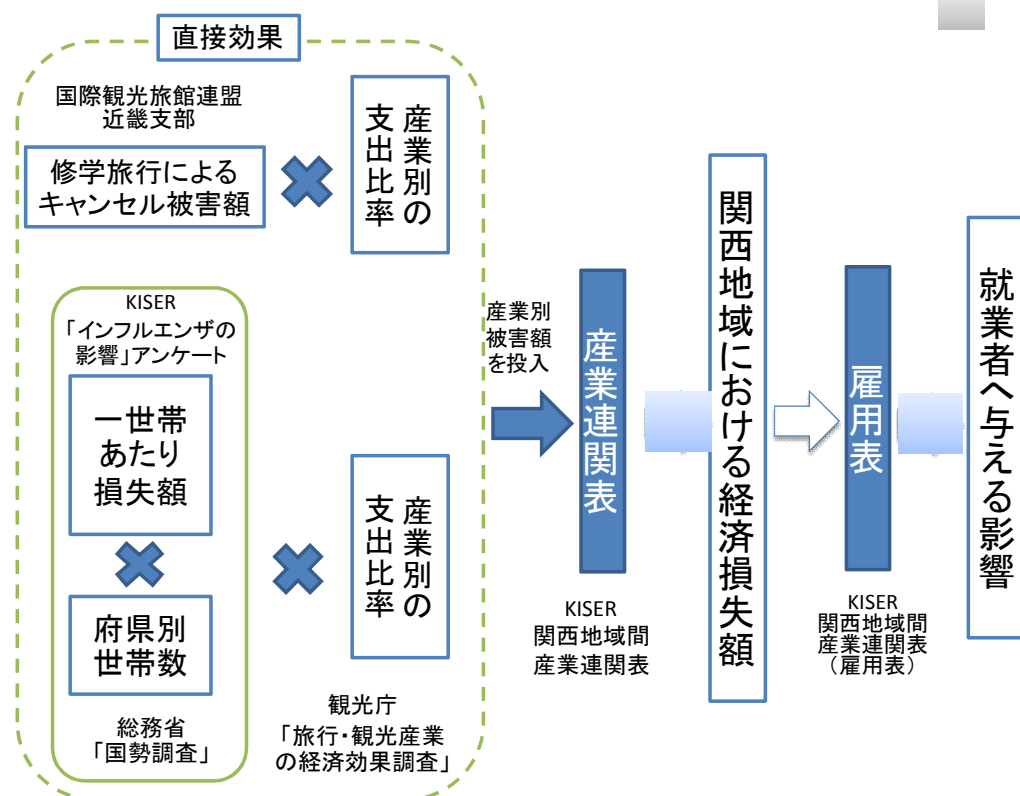 直接効果
国際観光旅館連盟
近畿支部
修学旅行による
キャンセル被害額
産業別の
支出比率
KISER
「インフルエンザの
影響」アンケート
一世帯
あたり
損失額
府県別
世帯数
総務省
「国勢調査」
産業別の
支出比率
観光庁
「旅行・観光産業
の経済効果調査」
産業別
被害額
を投入
産業連関表
KISER
関西地域間
産業連関表
関西地域における経済損失額
雇用表
KISER
関西地域間
産業連関表
（雇用表）
就業者へ与える影響